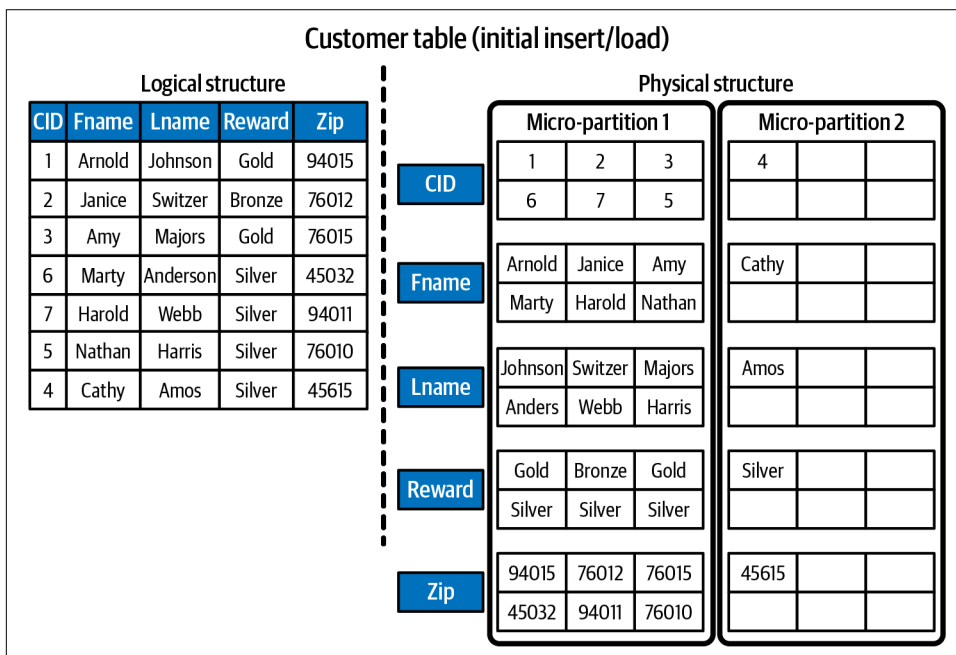 Customer table (initial insert/load)
Logical structure
CID Fname Lname Reward Zip
1 Arnold Johnson Gold 94015
2 Janice Switzer Bronze 76012
3 Amy Majors Gold 76015
6 Marty Anderson Silver 45032
7 Harold Webb Silver 94011
5 Nathan Harris Silver 76010
4 Cathy Amos Silver 45615
Physical structure
Micro-partition 1 Micro-partition 2
CID
1 2 3 4
6 7 5
Fname
Arnold Janice Amy Cathy
Marty Harold Nathan
Lname
Johnson Switzer Majors Amos
Anders Webb Harris
Reward
Gold Bronze Gold Silver
Silver Silver Silver
Zip
94015 76012 76015 45615
45032 94011 76010